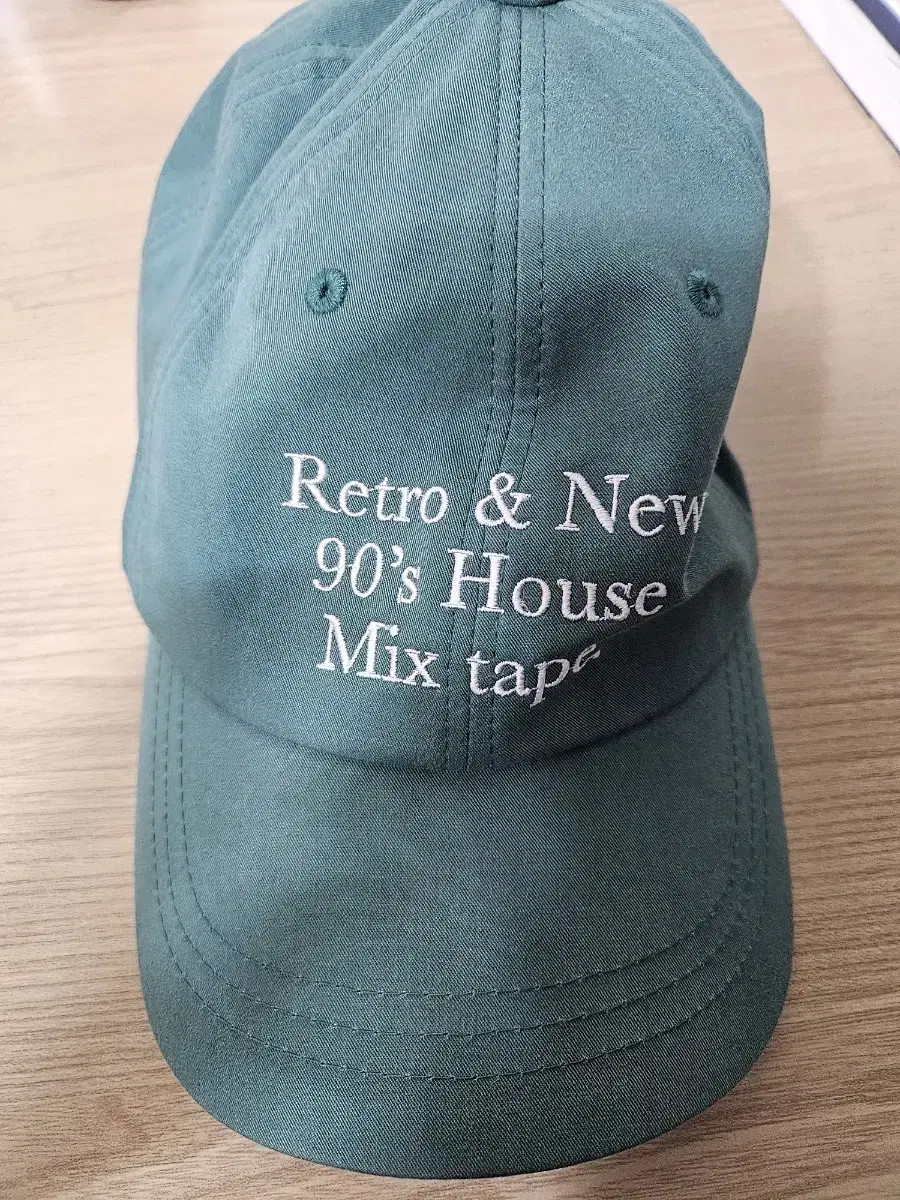 Retro & New
90's House
Mix tape